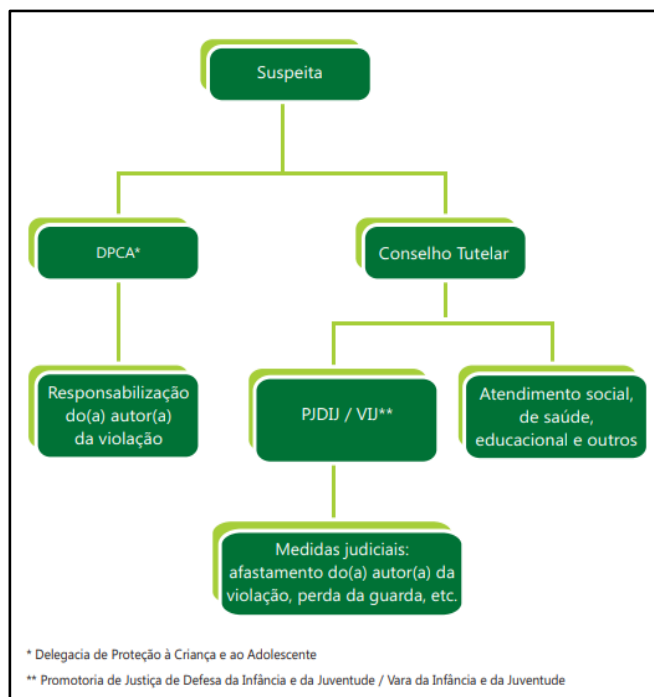 Suspeita
DPCA*
Conselho Tutelar
Responsabilização
do(a) autor(a)
da violação
PJDIJ / VIJ**
Atendimento social,
de saúde,
educacional e outros
Medidas judiciais:
afastamento do(a) autor(a) da
violação, perda da guarda, etc.
* Delegacia de Proteção à Criança e ao Adolescente
** Promotoria de Justiça de Defesa da Infância e da Juventude / Vara da Infância e da Juventude